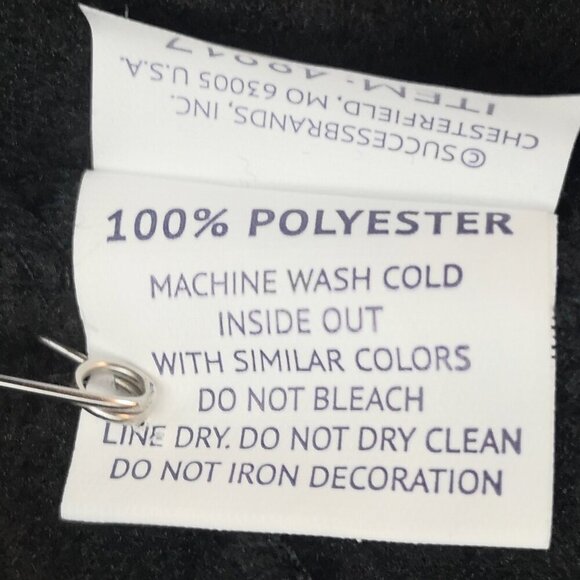 © SUCCESSBRANDS, INC.
CHESTERFIELD, MO 63005 U.S.A.
ITEM:
100% POLYESTER
MACHINE WASH COLD
INSIDE OUT
WITH SIMILAR COLORS
DO NOT BLEACH
LINE DRY. DO NOT DRY CLEAN
DO NOT IRON DECORATION